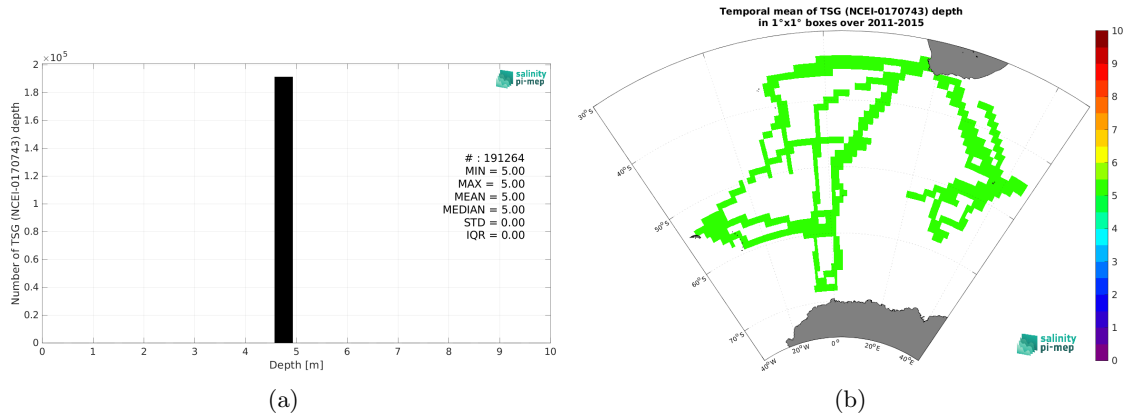 ×10⁵
2
1.8
1.6
1.4
1.2
1
0.8
0.6
0.4
0.2
0
Number of TSG (NCEI-0170743) depth
salinity
pi-mep
# : 191264
MIN = 5.00
MAX = 5.00
MEAN = 5.00
MEDIAN = 5.00
STD = 0.00
IQR = 0.00
0 1 2 3 4 5 6 7 8 9 10
Depth [m]
(a)
Temporal mean of TSG (NCEI-0170743) depth
in 1°x1° boxes over 2011-2015
30°S
40°S
50°S
60°S
70°S
40°W
20°W
0°
20°E
40°E
10
9
8
7
6
5
4
3
2
1
0
salinity
pi-mep
(b)